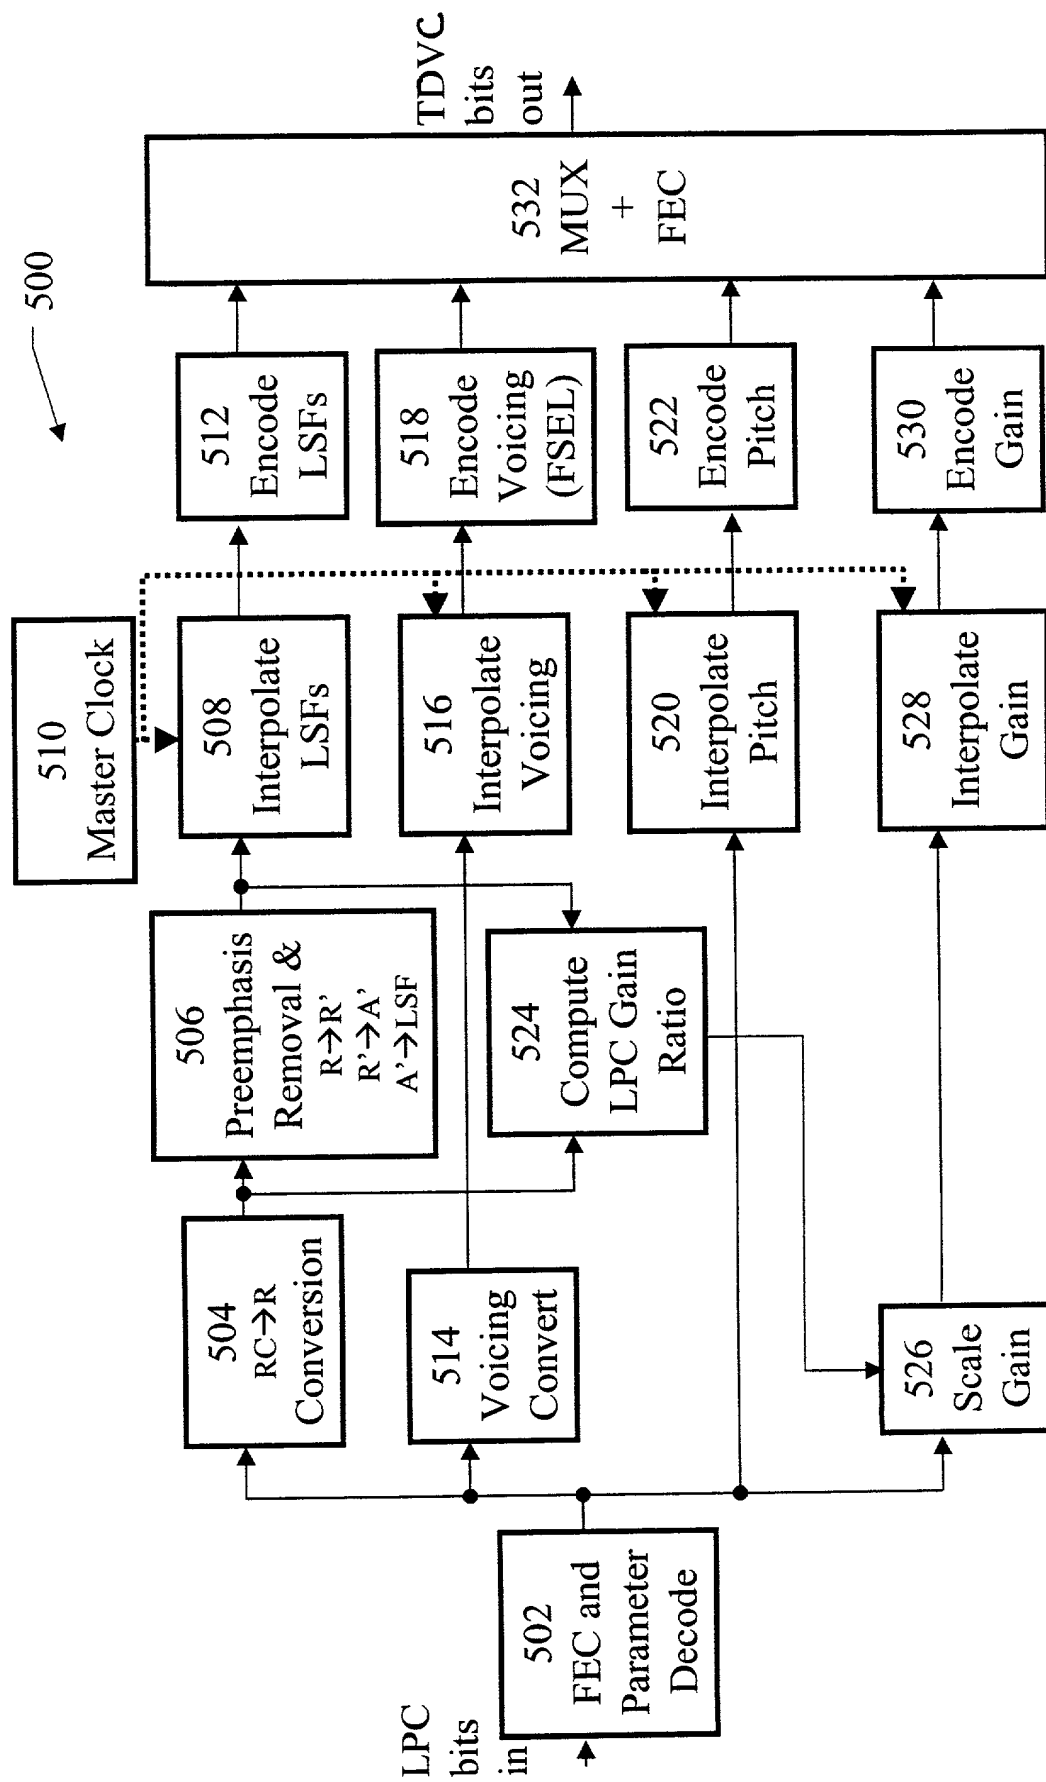 500
LPC
bits
in
502
FEC and
Parameter
Decode
504
RC→R
Conversion
506
Preemphasis
Removal &
R→R'
R'→A'
A'→LSF
510
Master Clock
508
Interpolate
LSFs
512
Encode
LSFs
514
Voicing
Convert
516
Interpolate
Voicing
518
Encode
Voicing
(FSEL)
520
Interpolate
Pitch
522
Encode
Pitch
524
Compute
LPC Gain
Ratio
526
Scale
Gain
528
Interpolate
Gain
530
Encode
Gain
532
MUX
+
FEC
TDVC
bits
out